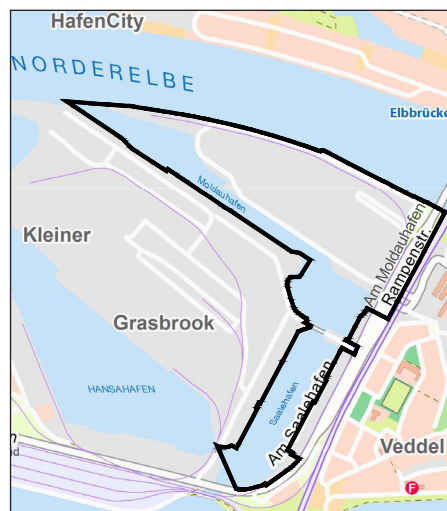 HafenCity
NORDERELBE
Elbbrücke
Moldauhafen
Am Moldauhafen
Rampenstr.
Kleiner
Grasbrook
HANSAHAFEN
Saalehafen
Am Saalehafen
Veddel
F